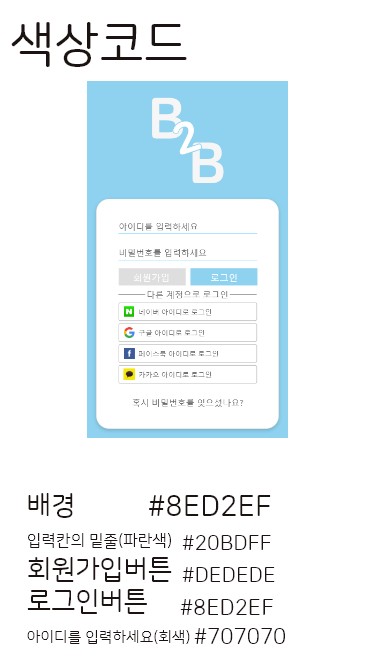 색상코드
B2B
아이디를 입력하세요
비밀번호를 입력하세요
회원가입 로그인
다른 계정으로 로그인
N 네이버 아이디로 로그인
G 구글 아이디로 로그인
f 페이스북 아이디로 로그인
카카오 아이디로 로그인
혹시 비밀번호를 잊으셨나요?
배경 #8ED2EF
입력칸의 밑줄(파란색) #20BDFF
회원가입버튼 #DEDEDE
로그인버튼 #8ED2EF
아이디를 입력하세요(회색) #707070